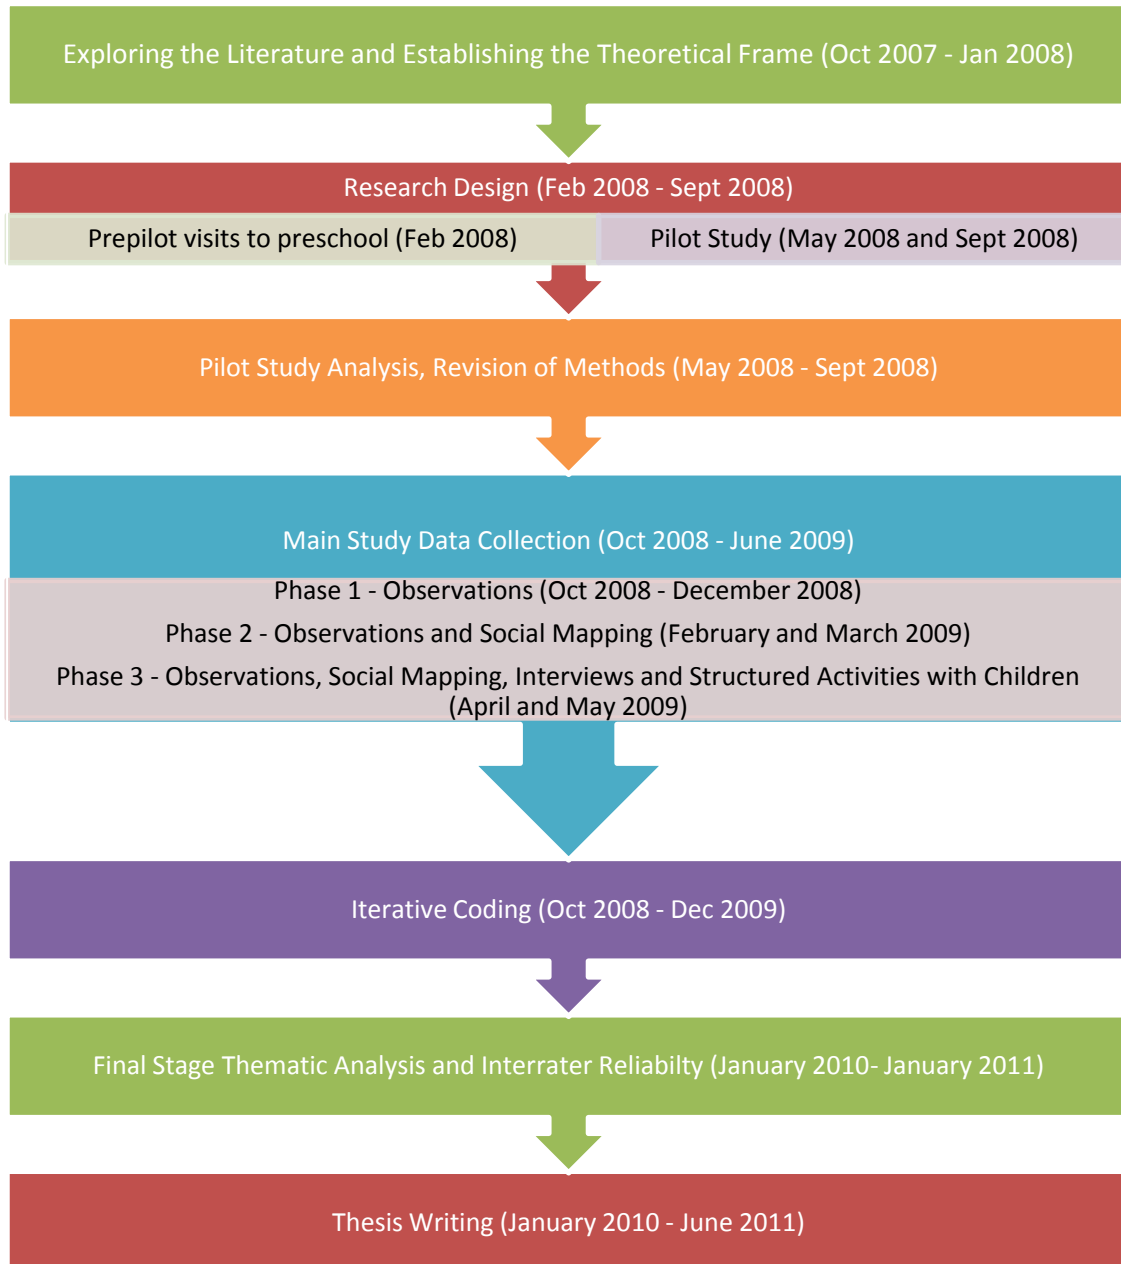 Exploring the Literature and Establishing the Theoretical Frame (Oct 2007 - Jan 2008)
Research Design (Feb 2008 - Sept 2008)
Prepilot visits to preschool (Feb 2008)
Pilot Study (May 2008 and Sept 2008)
Pilot Study Analysis, Revision of Methods (May 2008 - Sept 2008)
Main Study Data Collection (Oct 2008 - June 2009)
Phase 1 - Observations (Oct 2008 - December 2008)
Phase 2 - Observations and Social Mapping (February and March 2009)
Phase 3 - Observations, Social Mapping, Interviews and Structured Activities with Children
(April and May 2009)
Iterative Coding (Oct 2008 - Dec 2009)
Final Stage Thematic Analysis and Interrater Reliabilty (January 2010- January 2011)
Thesis Writing (January 2010 - June 2011)